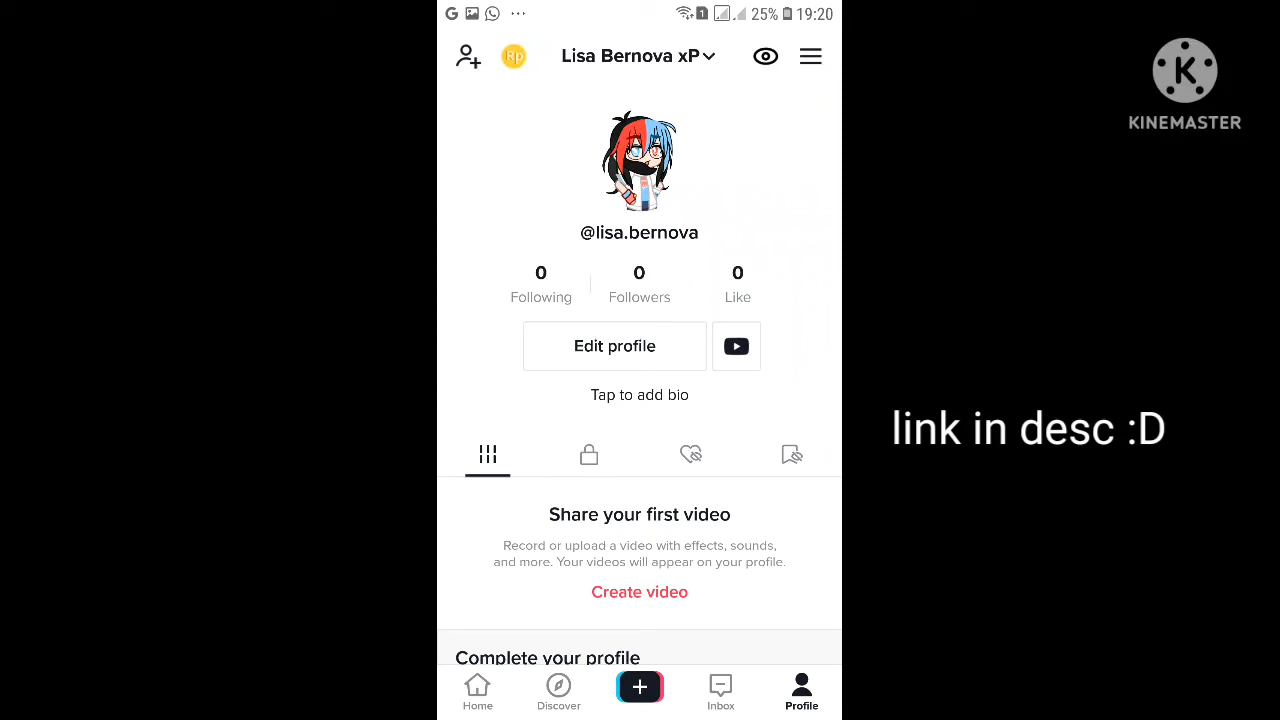 G ... 1 25% 19:20
Rp Lisa Bernova xP
KINEMASTER
@lisa.bernova
0 0 0
Following Followers Like
Edit profile
Tap to add bio
link in desc :D
Share your first video
Record or upload a video with effects, sounds,
and more. Your videos will appear on your profile.
Create video
Complete your profile
Home Discover Inbox Profile